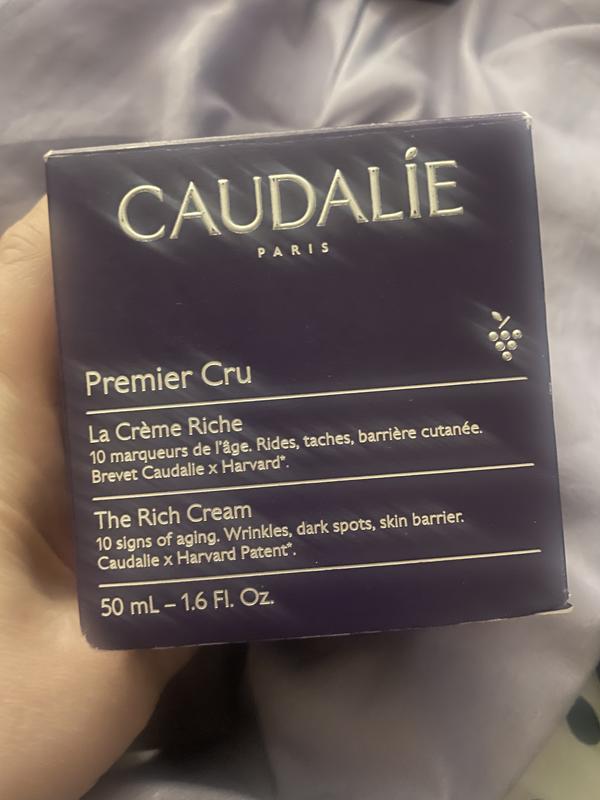 CAUDALÍE
PARIS
Premier Cru
La Crème Riche
10 marqueurs de l'âge. Rides, taches, barrière cutanée.
Brevet Caudalie x Harvard*.
The Rich Cream
10 signs of aging. Wrinkles, dark spots, skin barrier.
Caudalie x Harvard Patent*.
50 mL – 1.6 Fl. Oz.